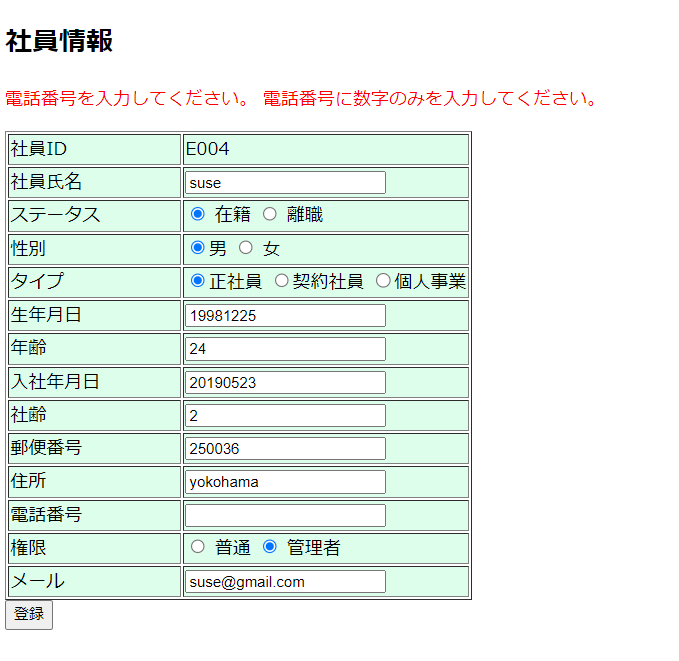 社員情報
電話番号を入力してください。 電話番号に数字のみを入力してください。
社員ID E004
社員氏名 suse
ステータス 在籍 離職
性別 男 女
タイプ 正社員 契約社員 個人事業
生年月日 19981225
年齢 24
入社年月日 20190523
社齢 2
郵便番号 250036
住所 yokohama
電話番号
権限 普通 管理者
メール suse@gmail.com
登録